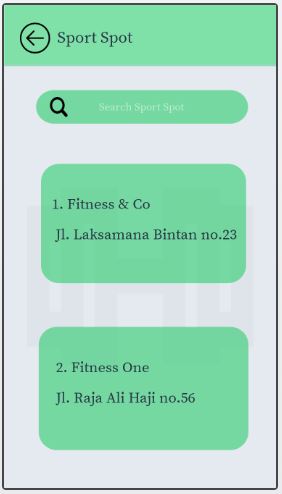 Sport Spot
Search Sport Spot
1. Fitness & Co
Jl. Laksamana Bintan no.23
2. Fitness One
Jl. Raja Ali Haji no.56